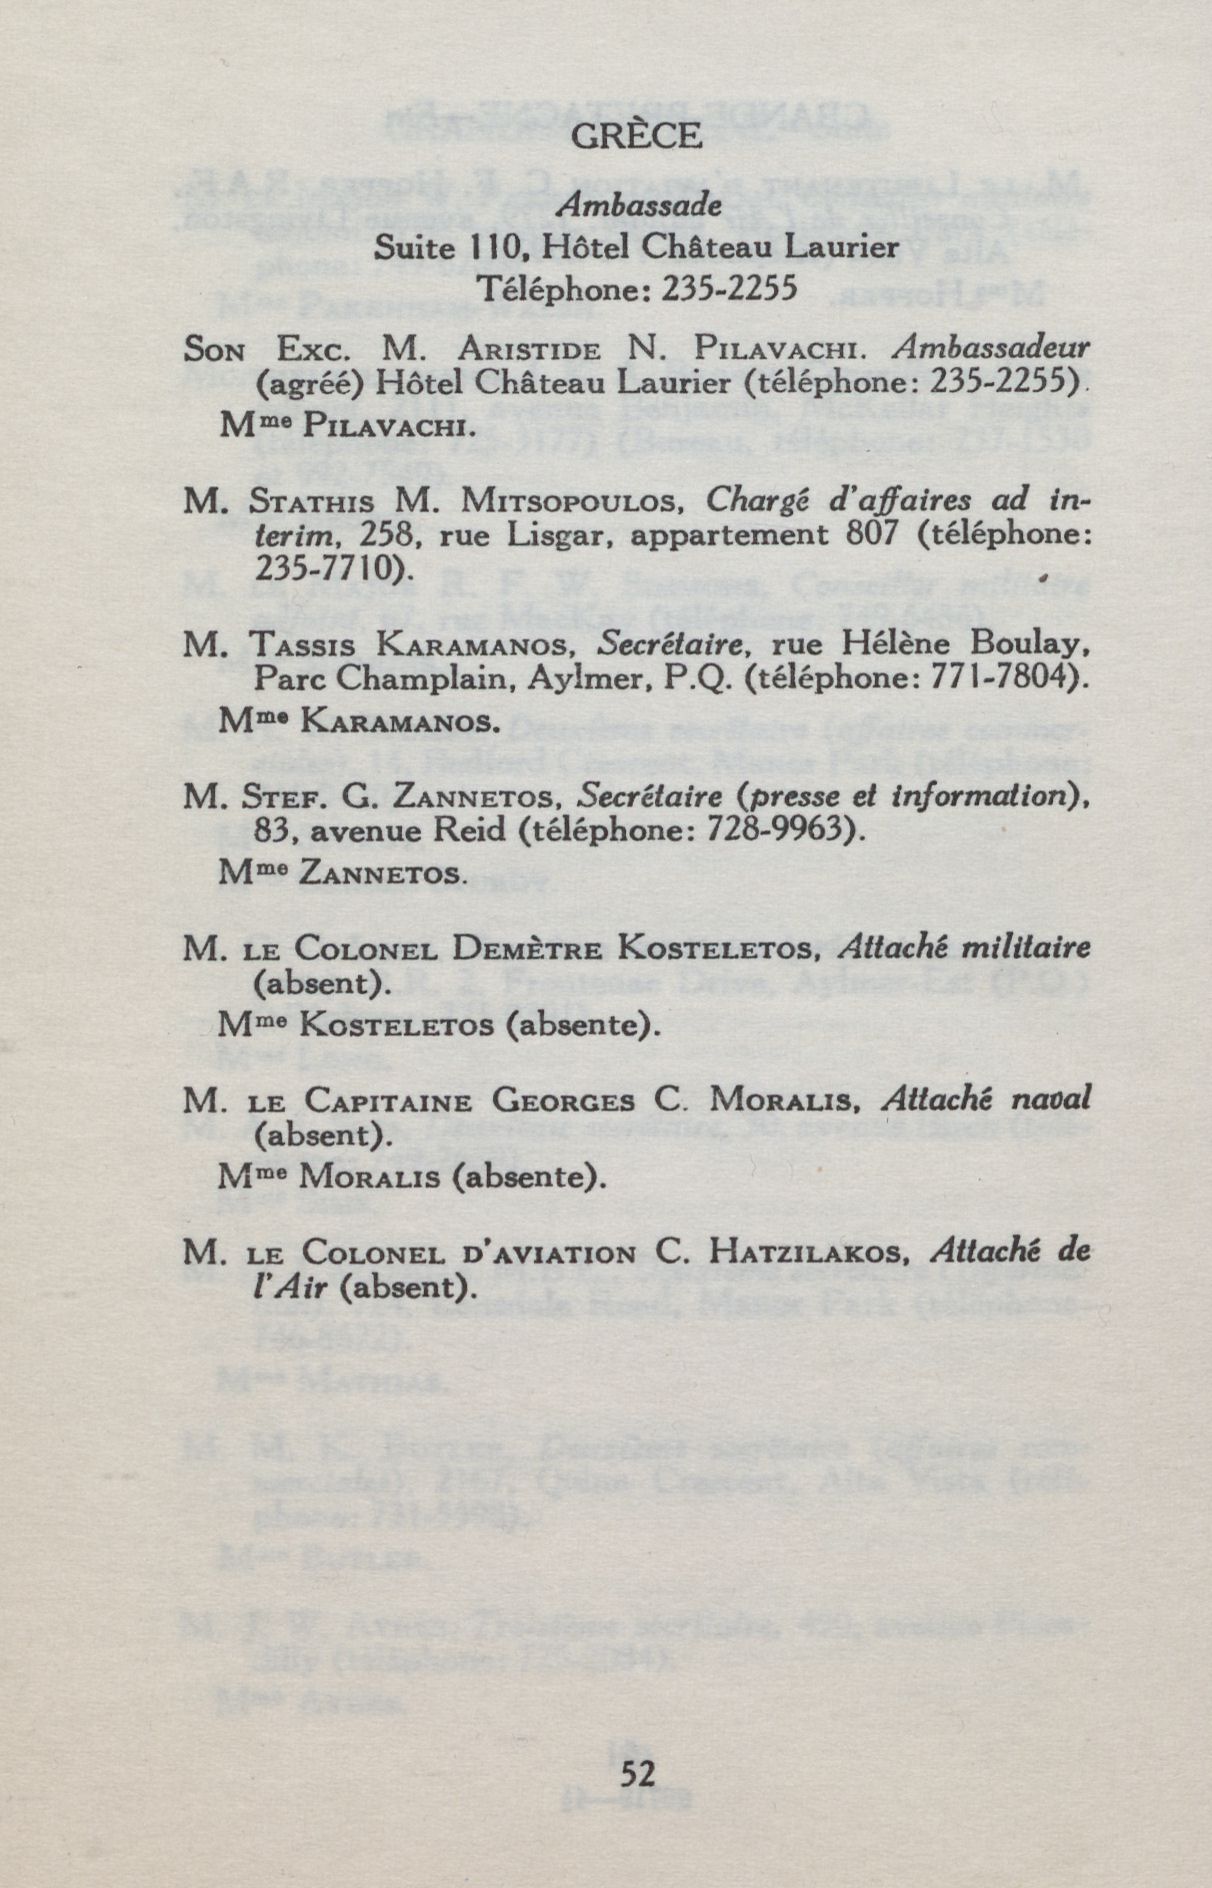 GRÈCE
Ambassade
Suite 110, Hôtel Château Laurier
Téléphone: 235-2255
SON EXC. M. ARISTIDE N. PILAVACHI. Ambassadeur
(agréé) Hôtel Château Laurier (téléphone: 235-2255).
Mme PILAVACHI.
M. STATHIS M. MITSOPOULOS, Chargé d'affaires ad in-
terim, 258, rue Lisgar, appartement 807 (téléphone:
235-7710).
M. TASSIS KARAMANOS, Secrétaire, rue Hélène Boulay,
Parc Champlain, Aylmer, P.Q. (téléphone: 771-7804).
Mme KARAMANOS.
M. STEF. G. ZANNETOS, Secrétaire (presse et information),
83, avenue Reid (téléphone: 728-9963).
Mme ZANNETOS.
M. LE COLONEL DEMÈTRE KOSTELETOS, Attaché militaire
(absent).
Mme KOSTELETOS (absente).
M. LE CAPITAINE GEORGES C. MORALIS, Attaché naval
(absent).
Mme MORALIS (absente).
M. LE COLONEL D'AVIATION C. HATZILAKOS, Attaché de
l'Air (absent).
52